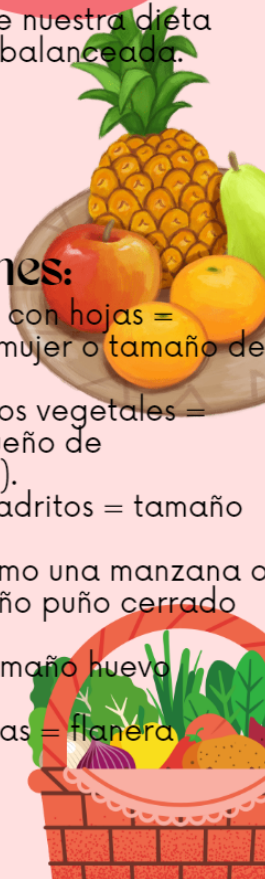 e nuestra dieta
balanceada.
nes:
con hojas =
mujer o tamaño de
os vegetales =
ueño de
).
adritos = tamaño
mo una manzana o
ño puño cerrado
maño huevo
as = flanera